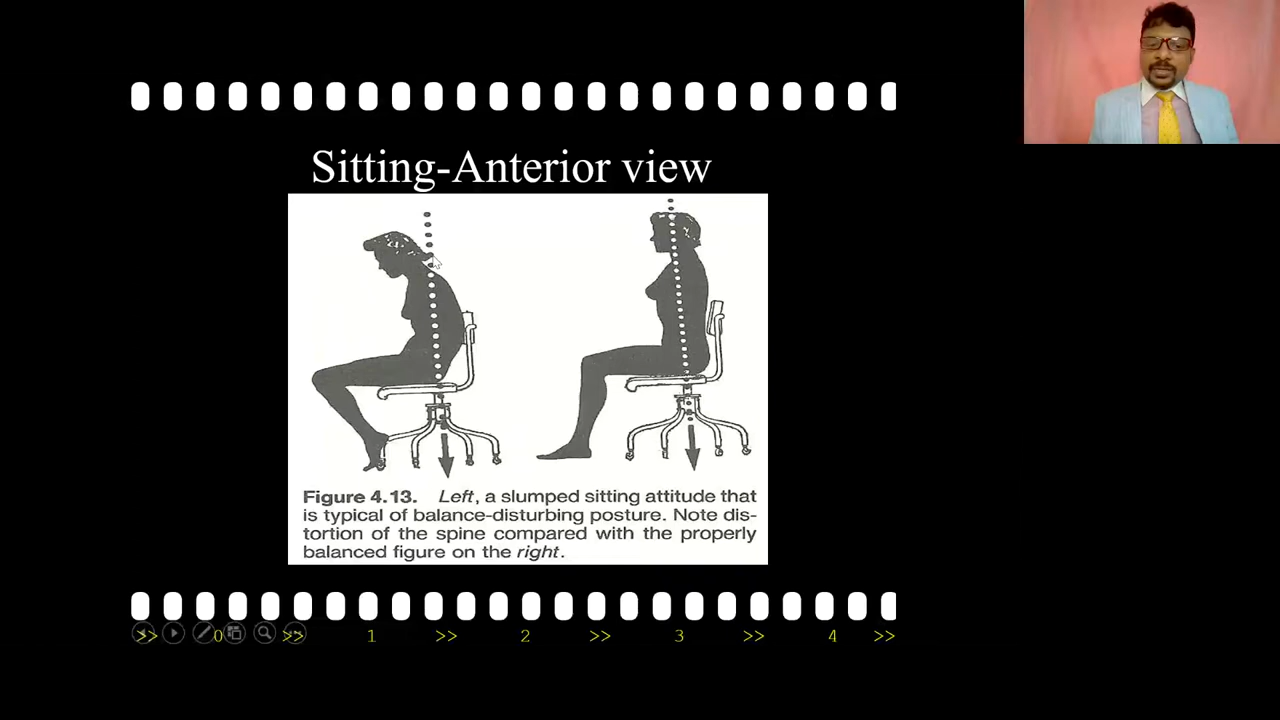 Sitting-Anterior view
Figure 4.13. Left, a slumped sitting attitude that
is typical of balance-disturbing posture. Note dis-
tortion of the spine compared with the properly
balanced figure on the right.
>> 0 >> 1 >> 2 >> 3 >> 4 >>